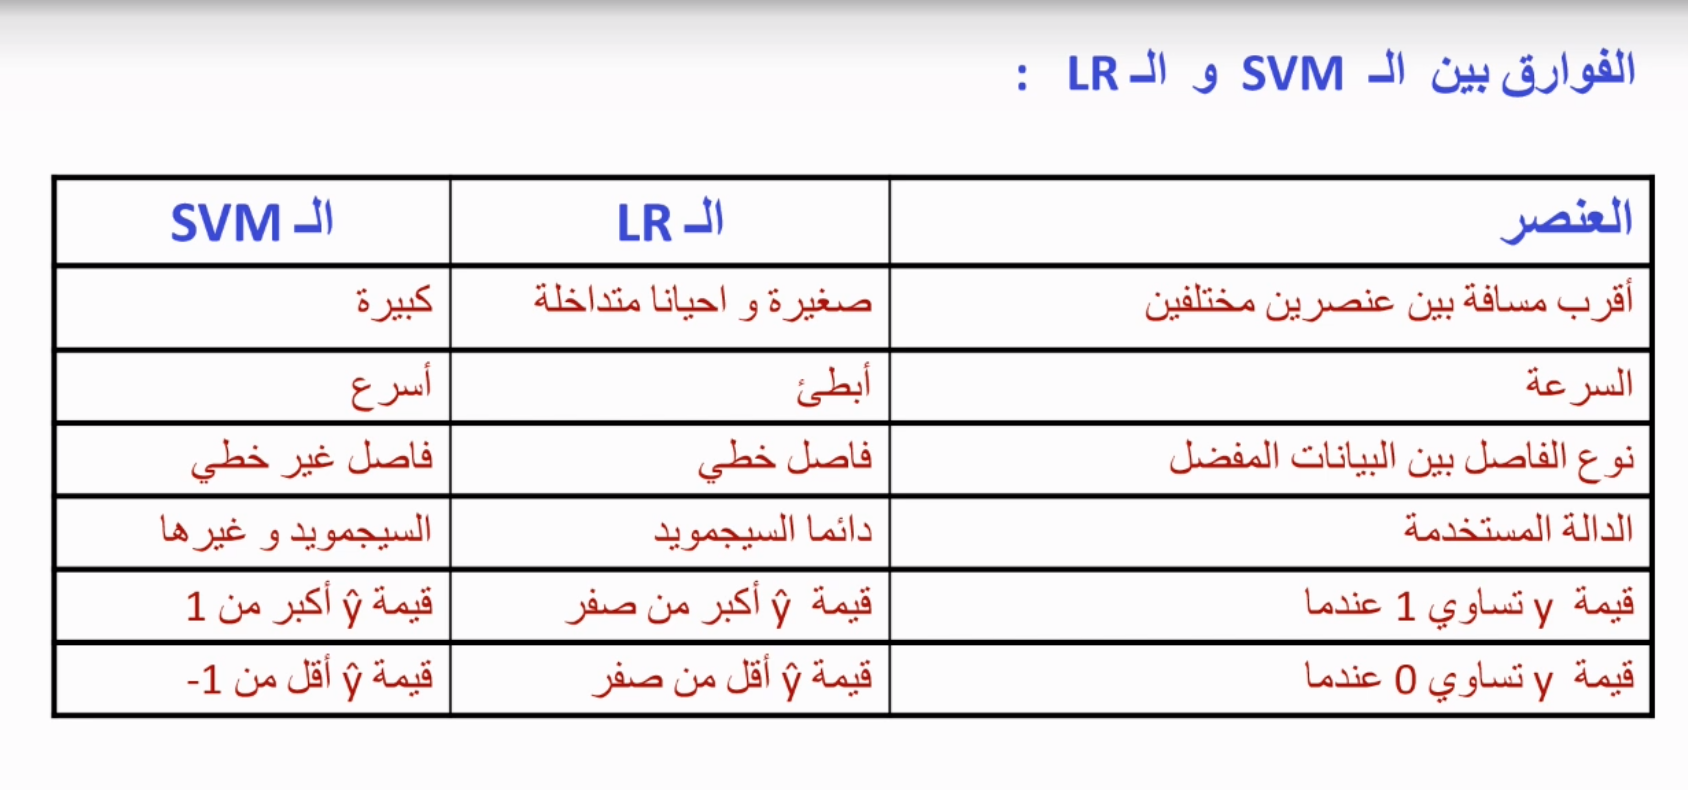 الفوارق بين الـ SVM و الـ LR :
العنصر الـ LR الـ SVM
أقرب مسافة بين عنصرين مختلفين صغيرة و احيانا متداخلة كبيرة
السرعة أبطئ أسرع
نوع الفاصل بين البيانات المفضل فاصل خطي فاصل غير خطي
الدالة المستخدمة دائما السيجمويد السيجمويد و غيرها
قيمة y تساوي 1 عندما قيمة ŷ أكبر من صفر قيمة ŷ أكبر من 1
قيمة y تساوي 0 عندما قيمة ŷ أقل من صفر قيمة ŷ أقل من 1-